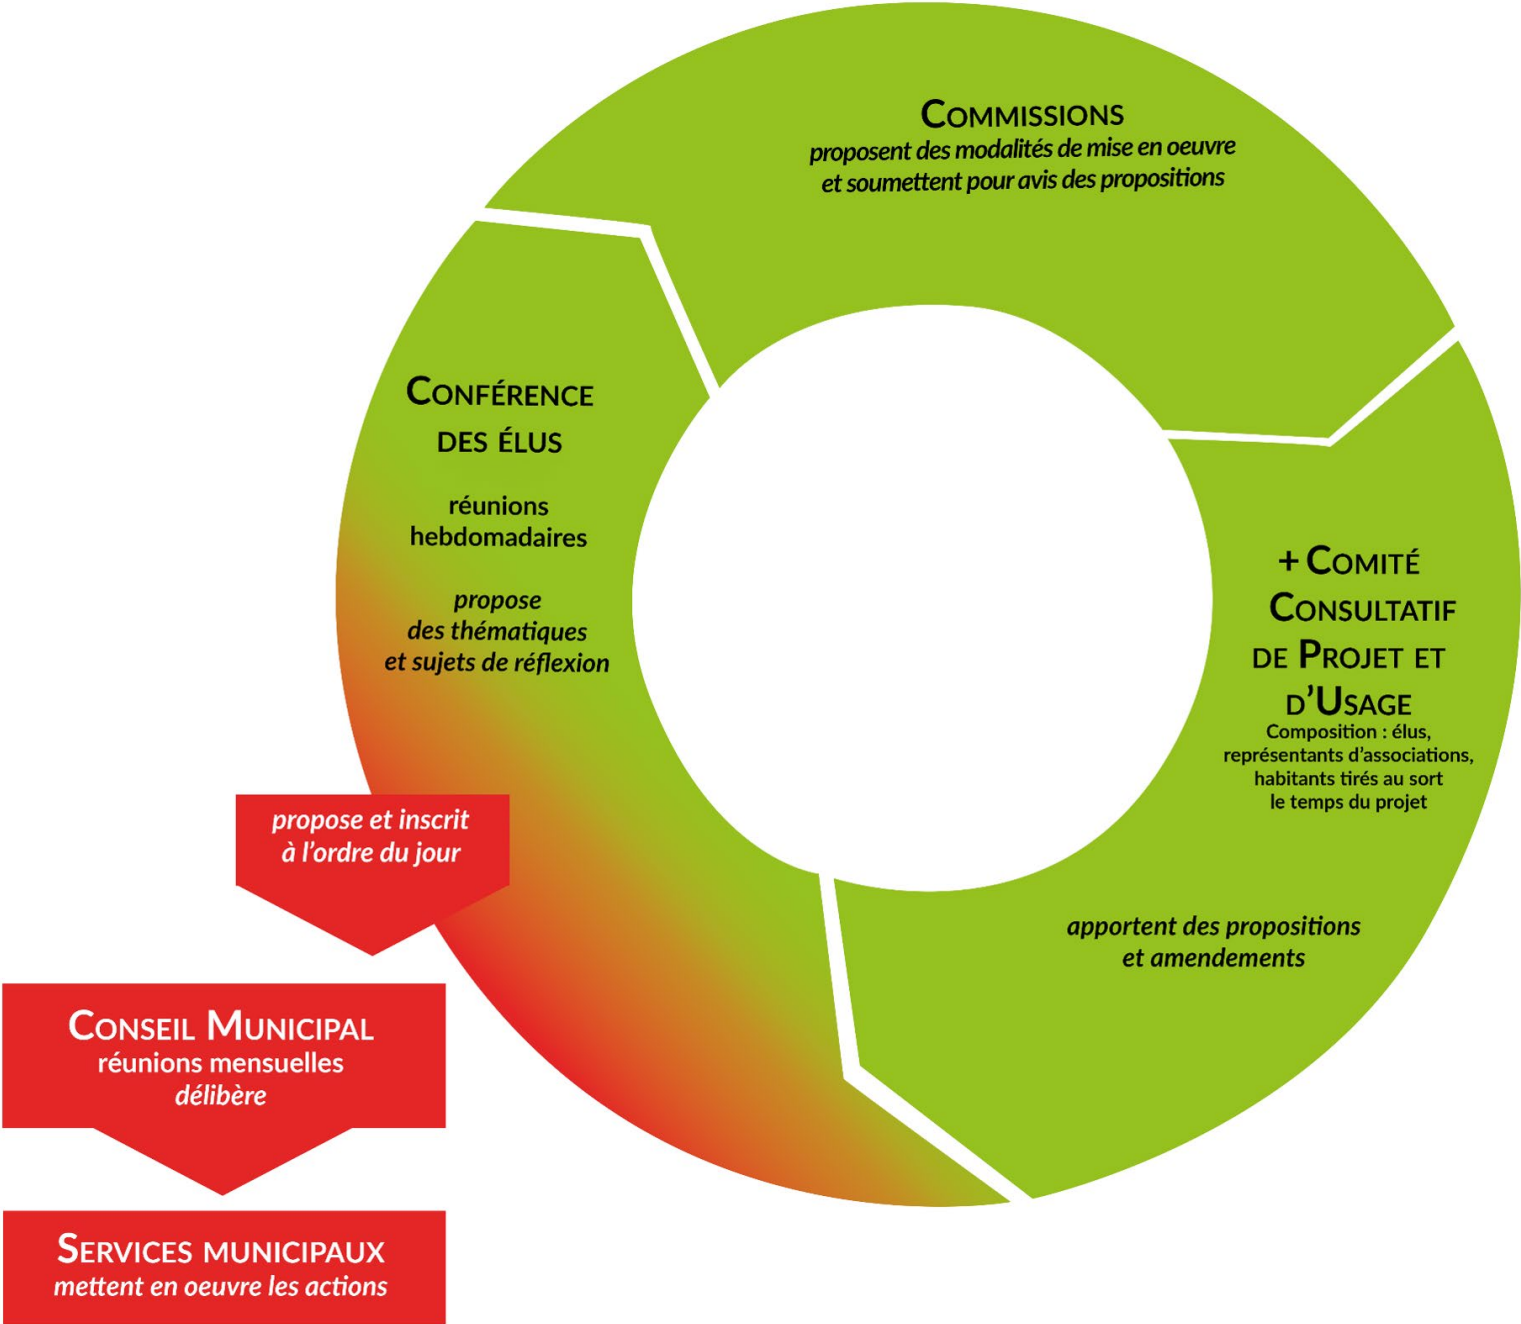 Commissions
proposent des modalités de mise en oeuvre
et soumettent pour avis des propositions
Conférence
des élus
réunions
hebdomadaires
propose
des thématiques
et sujets de réflexion
+ Comité
Consultatif
de Projet et
d’Usage
Composition : élus,
représentants d’associations,
habitants tirés au sort
le temps du projet
apportent des propositions
et amendements
propose et inscrit
à l’ordre du jour
Conseil Municipal
réunions mensuelles
délibère
Services municipaux
mettent en oeuvre les actions